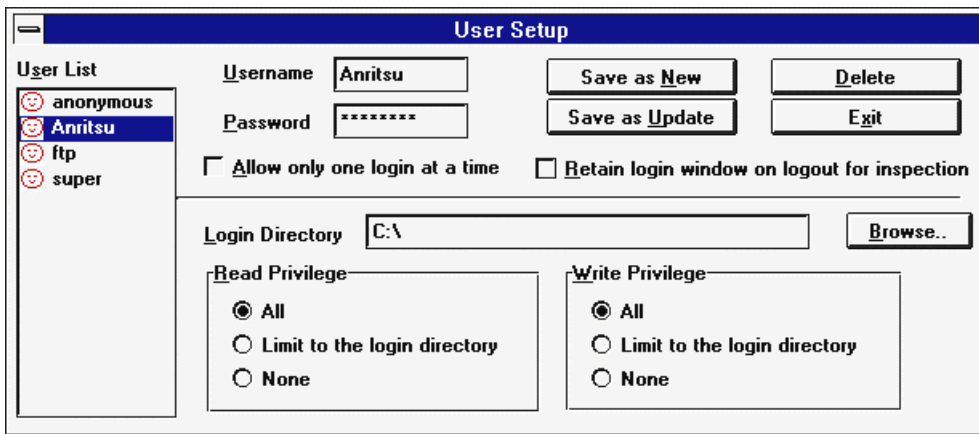 User Setup
User List
anonymous
Anritsu
ftp
super
Username Anritsu
Password ********
Save as New
Delete
Save as Update
Exit
Allow only one login at a time
Retain login window on logout for inspection
Login Directory C:\
Browse..
Read Privilege
All
Limit to the login directory
None
Write Privilege
All
Limit to the login directory
None